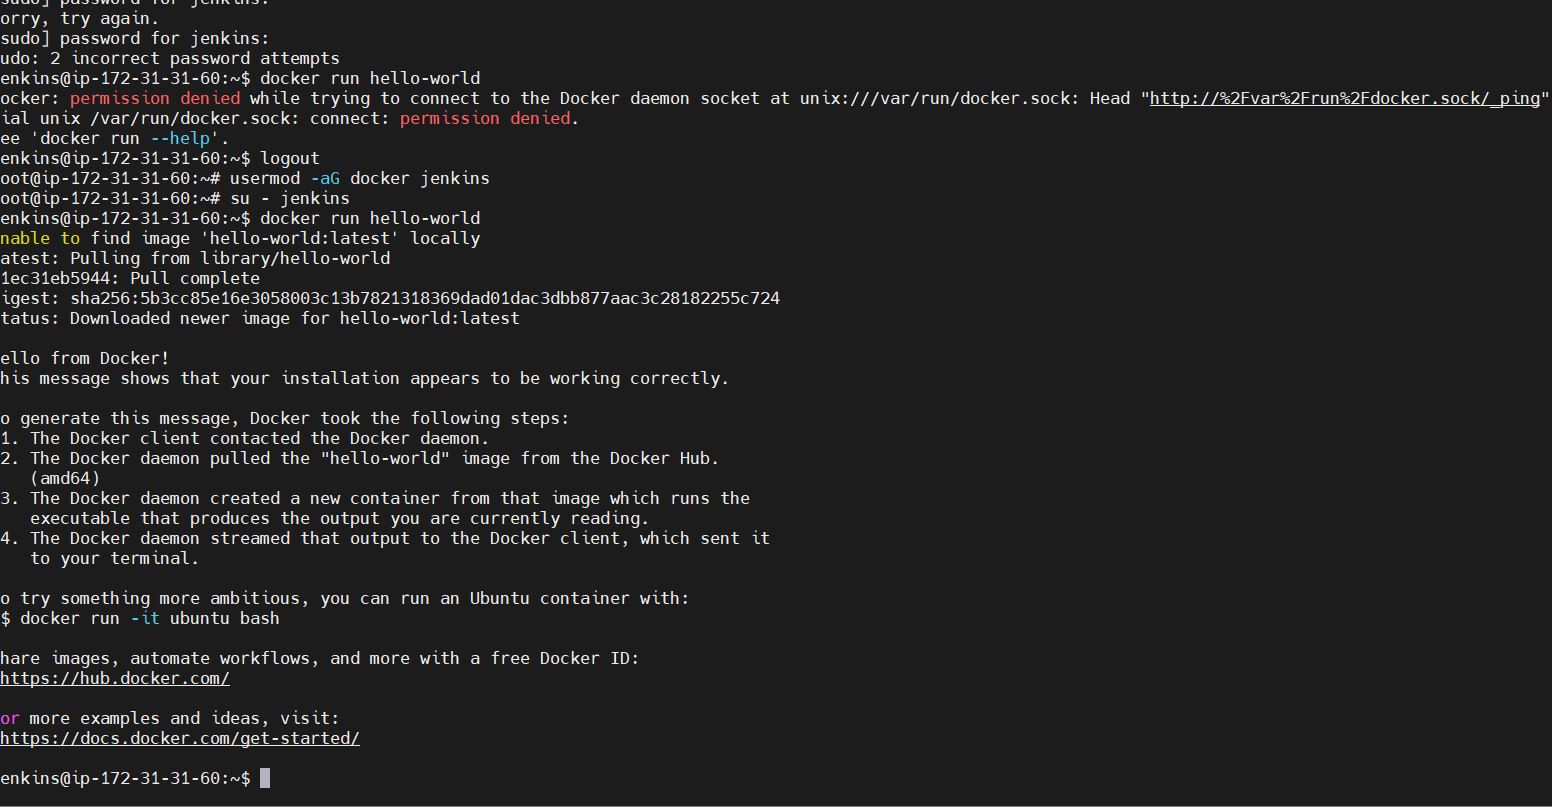 sudo] password for jenkins:
orry, try again.
sudo] password for jenkins:
udo: 2 incorrect password attempts
enkins@ip-172-31-31-60:~$ docker run hello-world
ocker: permission denied while trying to connect to the Docker daemon socket at unix:///var/run/docker.sock: Head "http://%2Fvar%2Frun%2Fdocker.sock/_ping"
ial unix /var/run/docker.sock: connect: permission denied.
ee 'docker run --help'.
enkins@ip-172-31-31-60:~$ logout
oot@ip-172-31-31-60:~# usermod -aG docker jenkins
oot@ip-172-31-31-60:~# su - jenkins
enkins@ip-172-31-31-60:~$ docker run hello-world
nable to find image 'hello-world:latest' locally
atest: Pulling from library/hello-world
1ec31eb5944: Pull complete
igest: sha256:5b3cc85e16e3058003c13b7821318369dad01dac3dbb877aac3c28182255c724
tatus: Downloaded newer image for hello-world:latest
ello from Docker!
his message shows that your installation appears to be working correctly.
o generate this message, Docker took the following steps:
1. The Docker client contacted the Docker daemon.
2. The Docker daemon pulled the "hello-world" image from the Docker Hub.
(amd64)
3. The Docker daemon created a new container from that image which runs the
executable that produces the output you are currently reading.
4. The Docker daemon streamed that output to the Docker client, which sent it
to your terminal.
o try something more ambitious, you can run an Ubuntu container with:
$ docker run -it ubuntu bash
hare images, automate workflows, and more with a free Docker ID:
https://hub.docker.com/
or more examples and ideas, visit:
https://docs.docker.com/get-started/
enkins@ip-172-31-31-60:~$